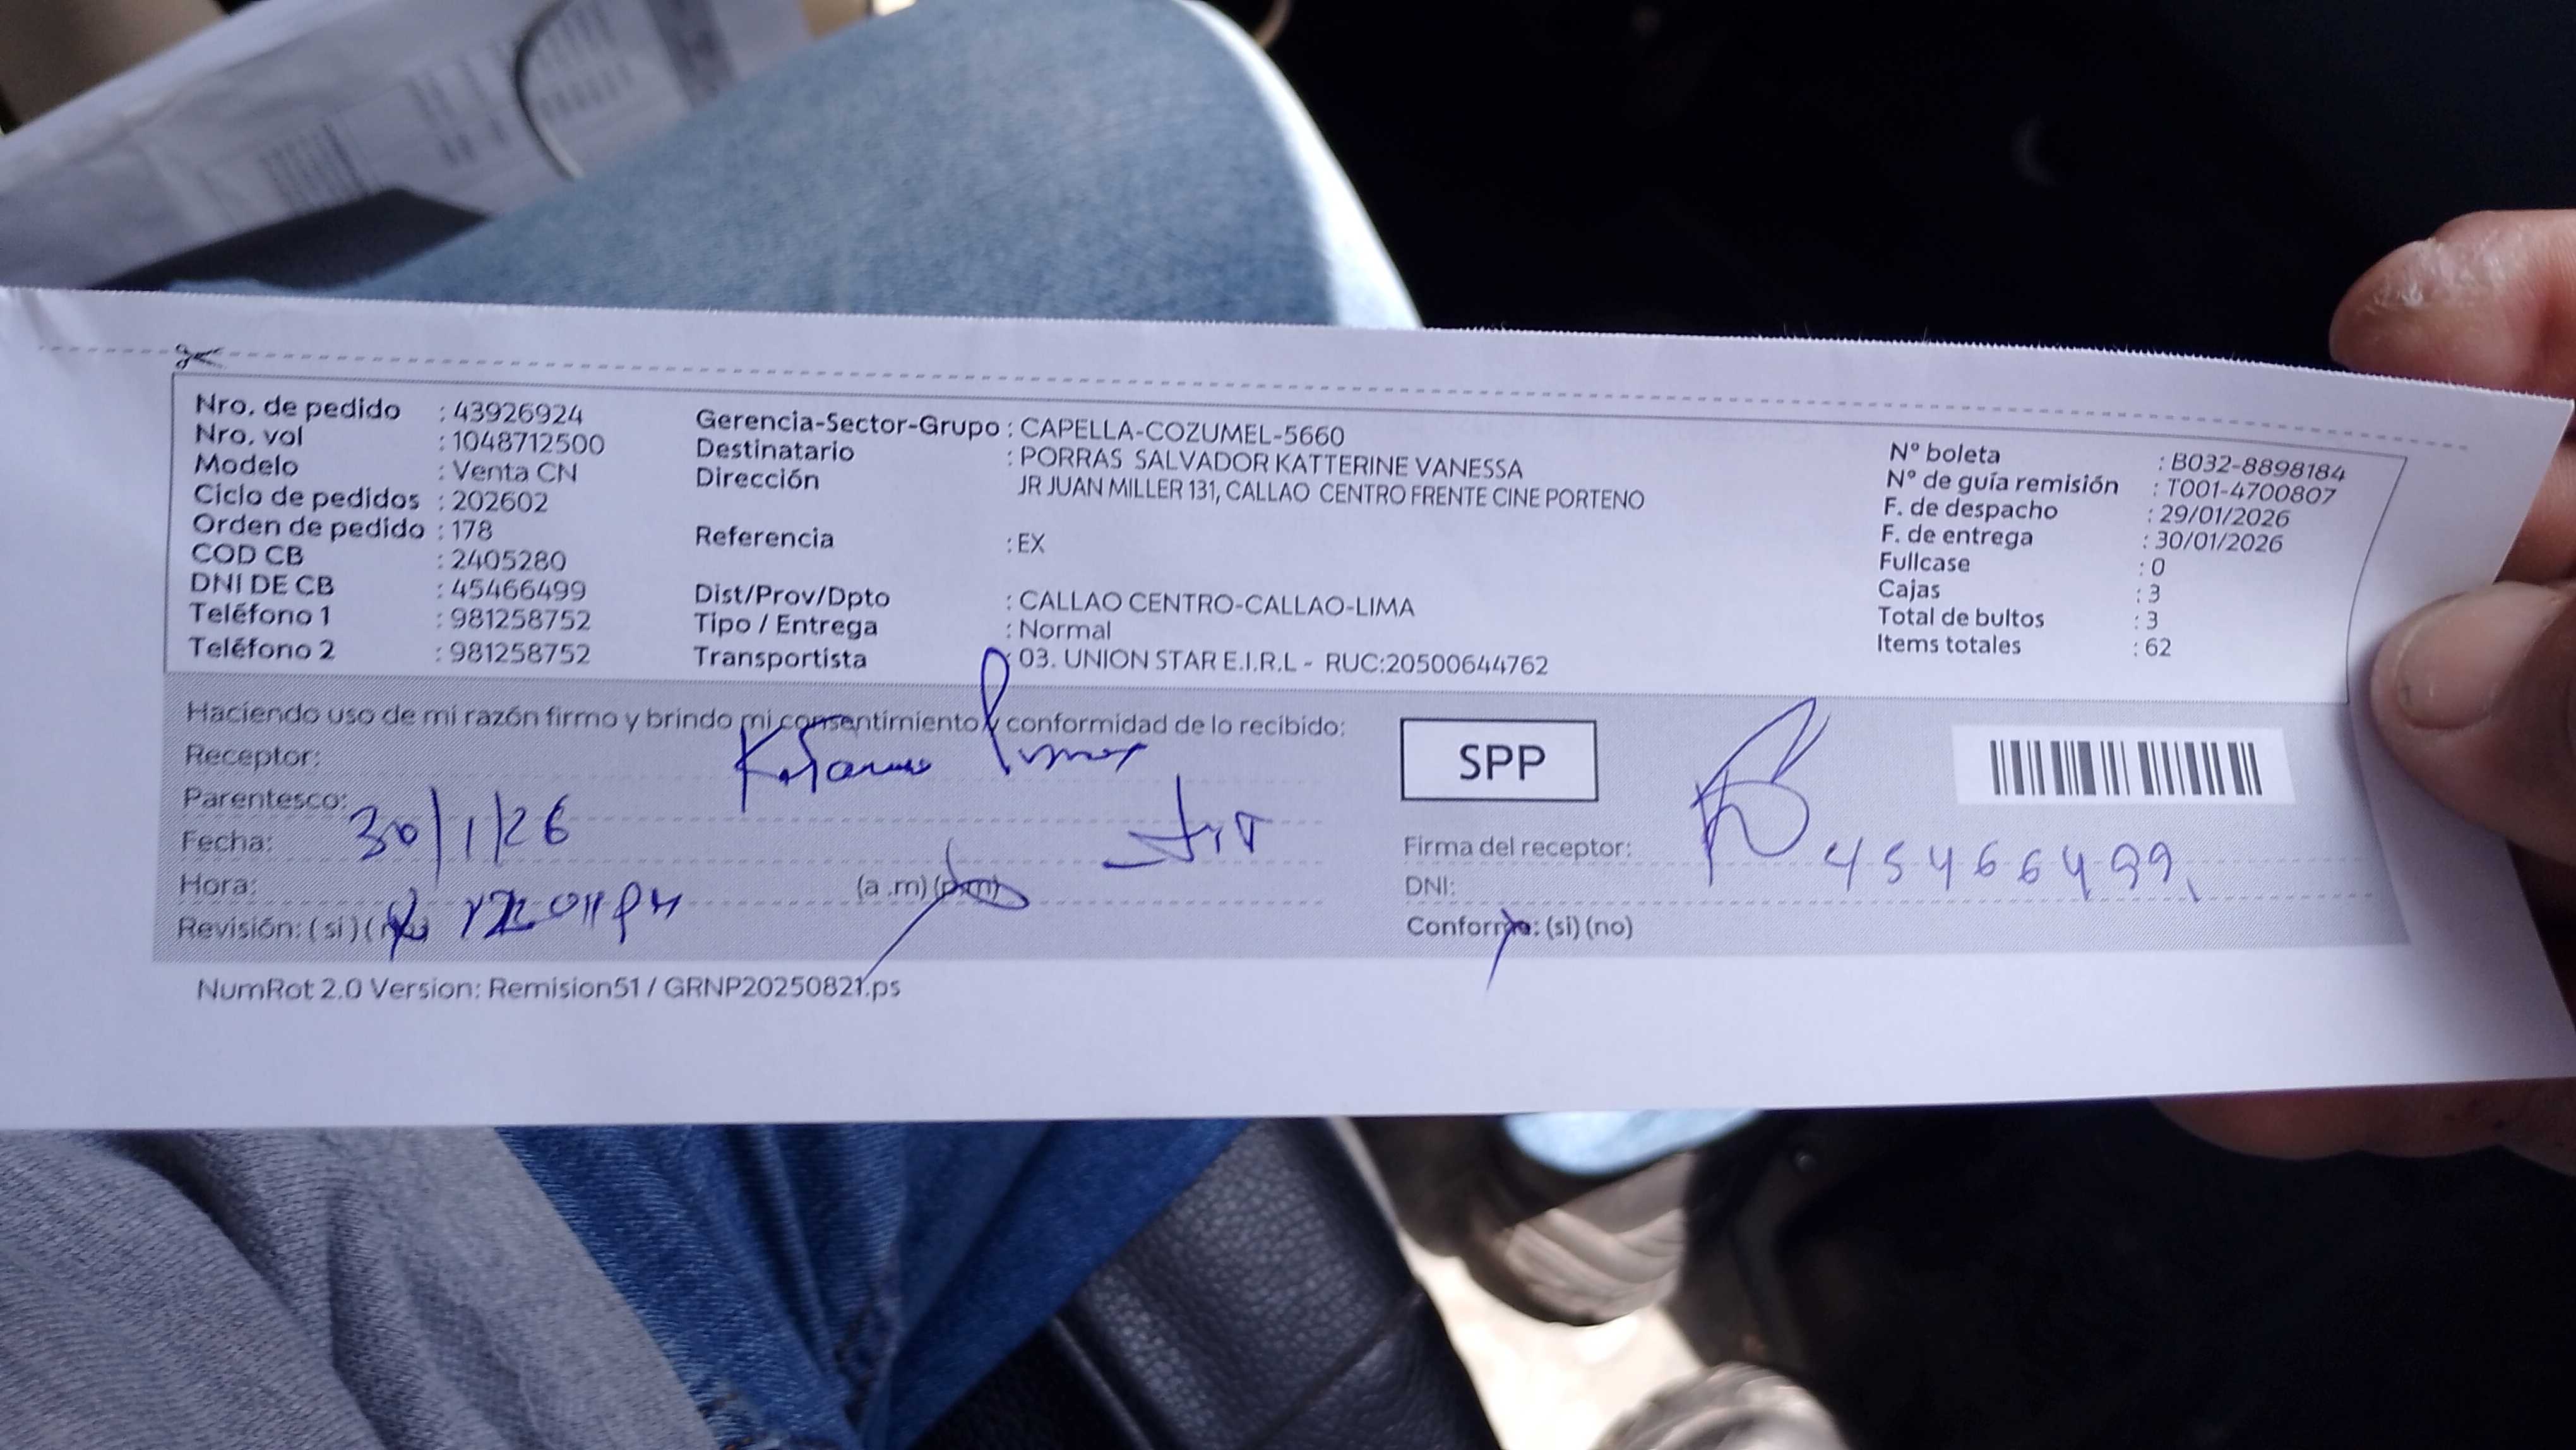 Nro. de pedido : 43926924
Nro. vol : 1048712500
Modelo : Venta CN
Ciclo de pedidos : 202602
Orden de pedido : 178
COD CB : 2405280
DNI DE CB : 45466499
Teléfono 1 : 981258752
Teléfono 2 : 981258752
Gerencia-Sector-Grupo : CAPELLA-COZUMEL-5660
Destinatario : PORRAS SALVADOR KATTERINE VANESSA
Dirección JR JUAN MILLER 131, CALLAO CENTRO FRENTE CINE PORTENO
Referencia : EX
Dist/Prov/Dpto : CALLAO CENTRO-CALLAO-LIMA
Tipo / Entrega : Normal
Transportista : 03. UNION STAR E.I.R.L - RUC:20500644762
Nº boleta : B032-8898184
Nº de guía remisión : T001-4700807
F. de despacho : 29/01/2026
F. de entrega : 30/01/2026
Fullcase : 0
Cajas : 3
Total de bultos : 3
Items totales : 62
Haciendo uso de mi razón firmo y brindo mi consentimiento y conformidad de lo recibido:
Receptor:
Parentesco:
Fecha: 30/1/26
Hora: (a.m) (p.m)
Revisión: (si) (no)
SPP
Firma del receptor:
DNI: 45466499
Conforme: (si) (no)
NumRot 2.0 Version: Remision51 / GRNP20250821.ps